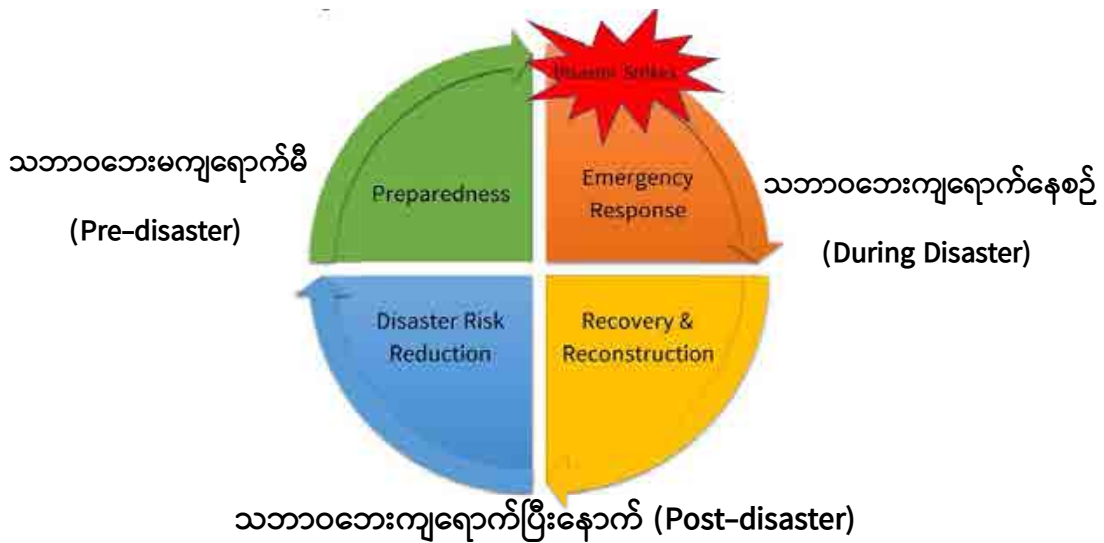 Disaster Strikes
သဘာဝဘေးမကျရောက်မီ
(Pre-disaster)
Preparedness
Emergency
Response
သဘာဝဘေးကျရောက်နေစဉ်
(During Disaster)
Disaster Risk
Reduction
Recovery &
Reconstruction
သဘာဝဘေးကျရောက်ပြီးနောက် (Post-disaster)